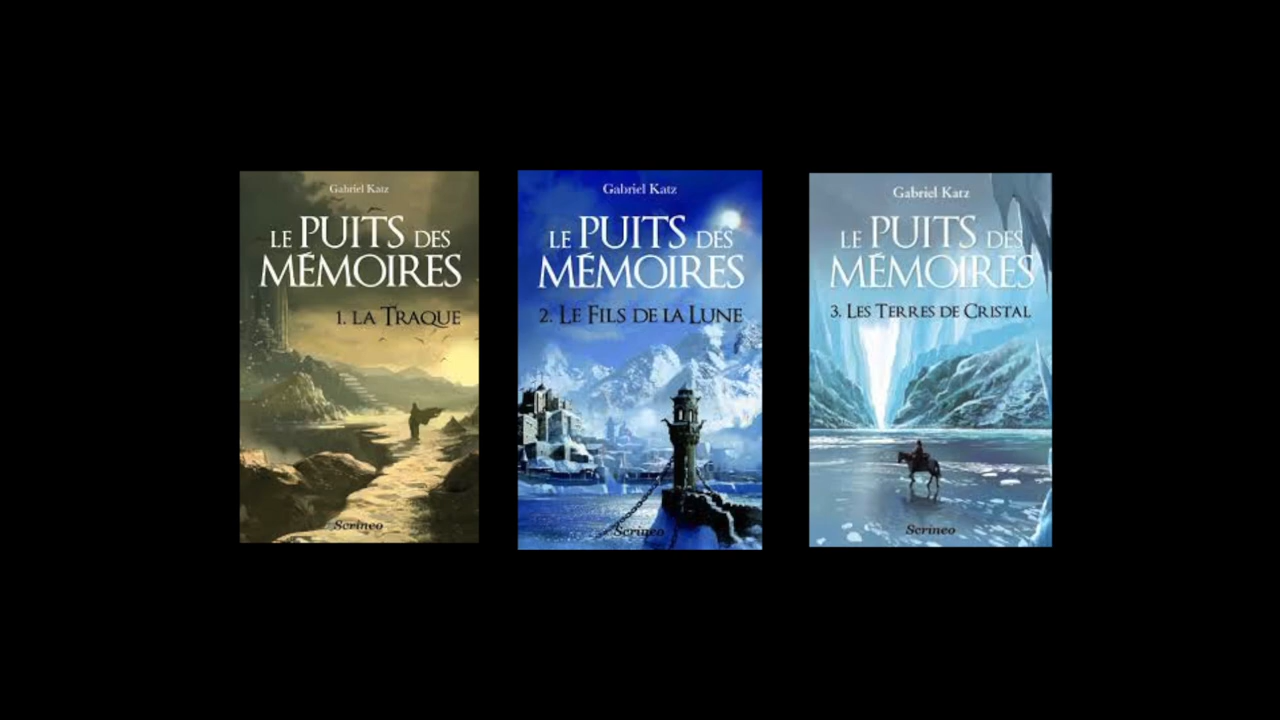 Gabriel Katz
LE PUITS DES
MÉMOIRES
1. LA TRAQUE
Scrineo
Gabriel Katz
LE PUITS DES
MÉMOIRES
2. LE FILS DE LA LUNE
Scrineo
Gabriel Katz
LE PUITS DES
MÉMOIRES
3. LES TERRES DE CRISTAL
Scrineo